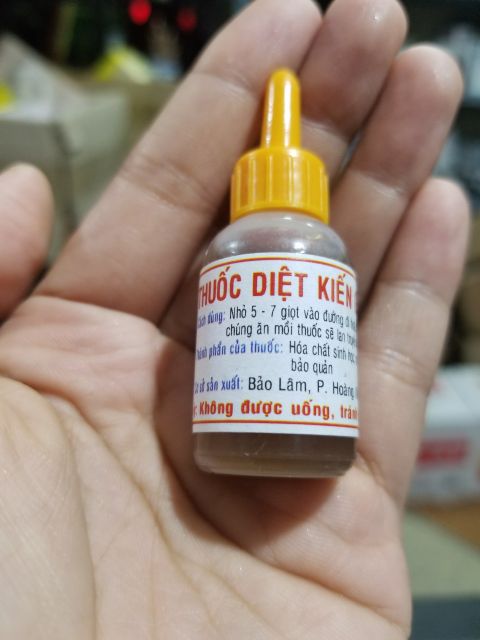 THUỐC DIỆT KIẾN
Cách dùng: Nhỏ 5 - 7 giọt vào đường đi
chúng ăn mồi thuốc sẽ lan
Thành phần của thuốc: Hóa chất sinh học
bảo quản
Cơ sở sản xuất: Bảo Lâm, P. Hoàng
Không được uống, tránh